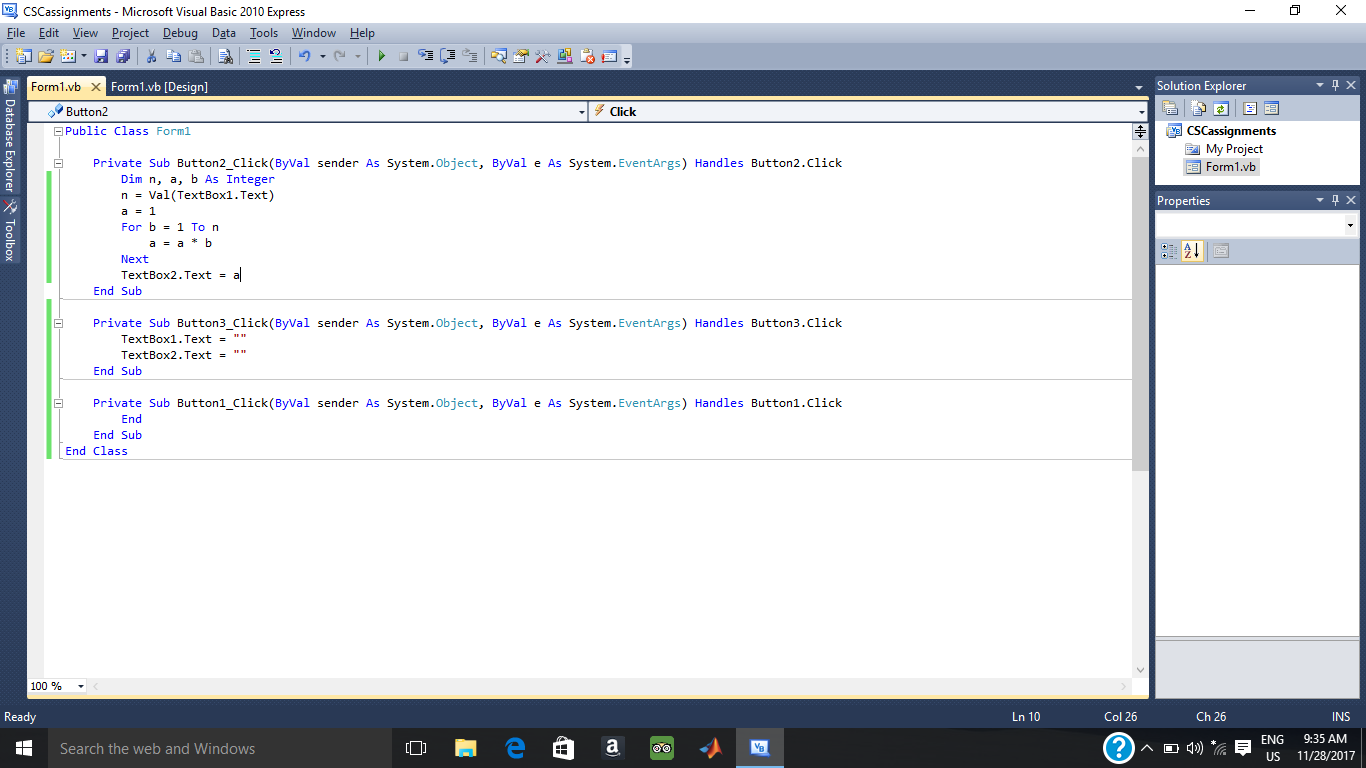 CSCassignments - Microsoft Visual Basic 2010 Express
File Edit View Project Debug Data Tools Window Help
Form1.vb Form1.vb [Design]
Button2 Click
Database Explorer
Toolbox
Public Class Form1
Private Sub Button2_Click(ByVal sender As System.Object, ByVal e As System.EventArgs) Handles Button2.Click
Dim n, a, b As Integer
n = Val(TextBox1.Text)
a = 1
For b = 1 To n
a = a * b
Next
TextBox2.Text = a
End Sub
Private Sub Button3_Click(ByVal sender As System.Object, ByVal e As System.EventArgs) Handles Button3.Click
TextBox1.Text = ""
TextBox2.Text = ""
End Sub
Private Sub Button1_Click(ByVal sender As System.Object, ByVal e As System.EventArgs) Handles Button1.Click
End
End Sub
End Class
100 %
Solution Explorer
CSCassignments
My Project
Form1.vb
Properties
Ready Ln 10 Col 26 Ch 26 INS
Search the web and Windows
ENG
US
9:35 AM
11/28/2017